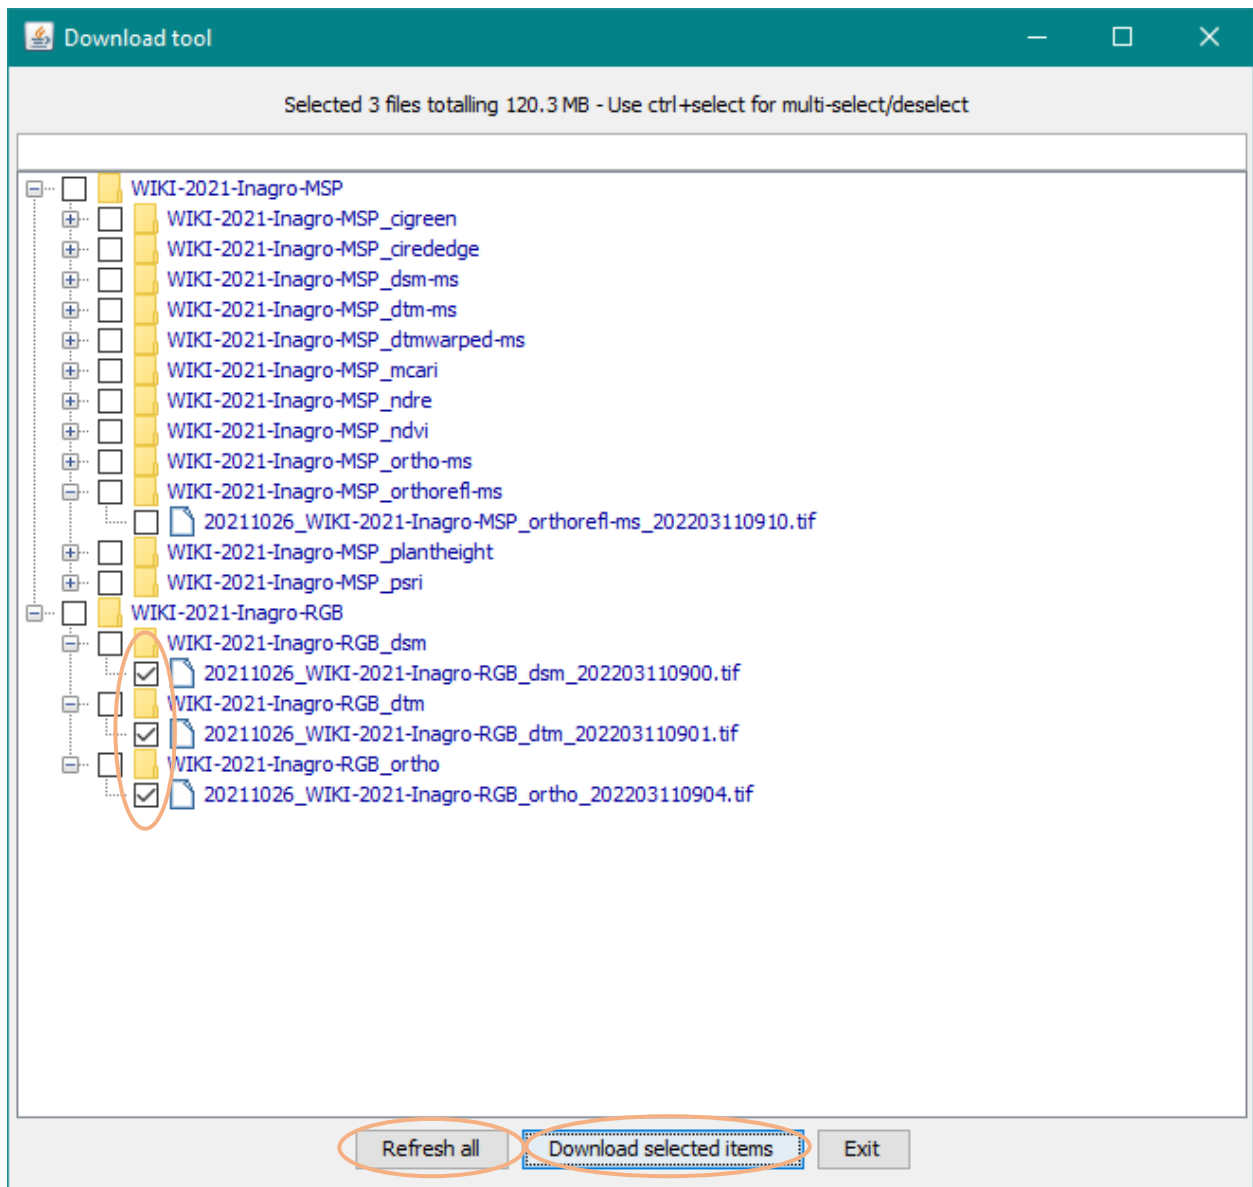 Download tool
Selected 3 files totalling 120.3 MB - Use ctrl+select for multi-select/deselect
WIKI-2021-Inagro-MSP
WIKI-2021-Inagro-MSP_cigreen
WIKI-2021-Inagro-MSP_cirededge
WIKI-2021-Inagro-MSP_dsm-ms
WIKI-2021-Inagro-MSP_dtm-ms
WIKI-2021-Inagro-MSP_dtmwarped-ms
WIKI-2021-Inagro-MSP_mcari
WIKI-2021-Inagro-MSP_ndre
WIKI-2021-Inagro-MSP_ndvi
WIKI-2021-Inagro-MSP_ortho-ms
WIKI-2021-Inagro-MSP_orthorefl-ms
20211026_WIKI-2021-Inagro-MSP_orthorefl-ms_202203110910.tif
WIKI-2021-Inagro-MSP_plantheight
WIKI-2021-Inagro-MSP_psri
WIKI-2021-Inagro-RGB
WIKI-2021-Inagro-RGB_dsm
20211026_WIKI-2021-Inagro-RGB_dsm_202203110900.tif
WIKI-2021-Inagro-RGB_dtm
20211026_WIKI-2021-Inagro-RGB_dtm_202203110901.tif
WIKI-2021-Inagro-RGB_ortho
20211026_WIKI-2021-Inagro-RGB_ortho_202203110904.tif
Refresh all Download selected items Exit